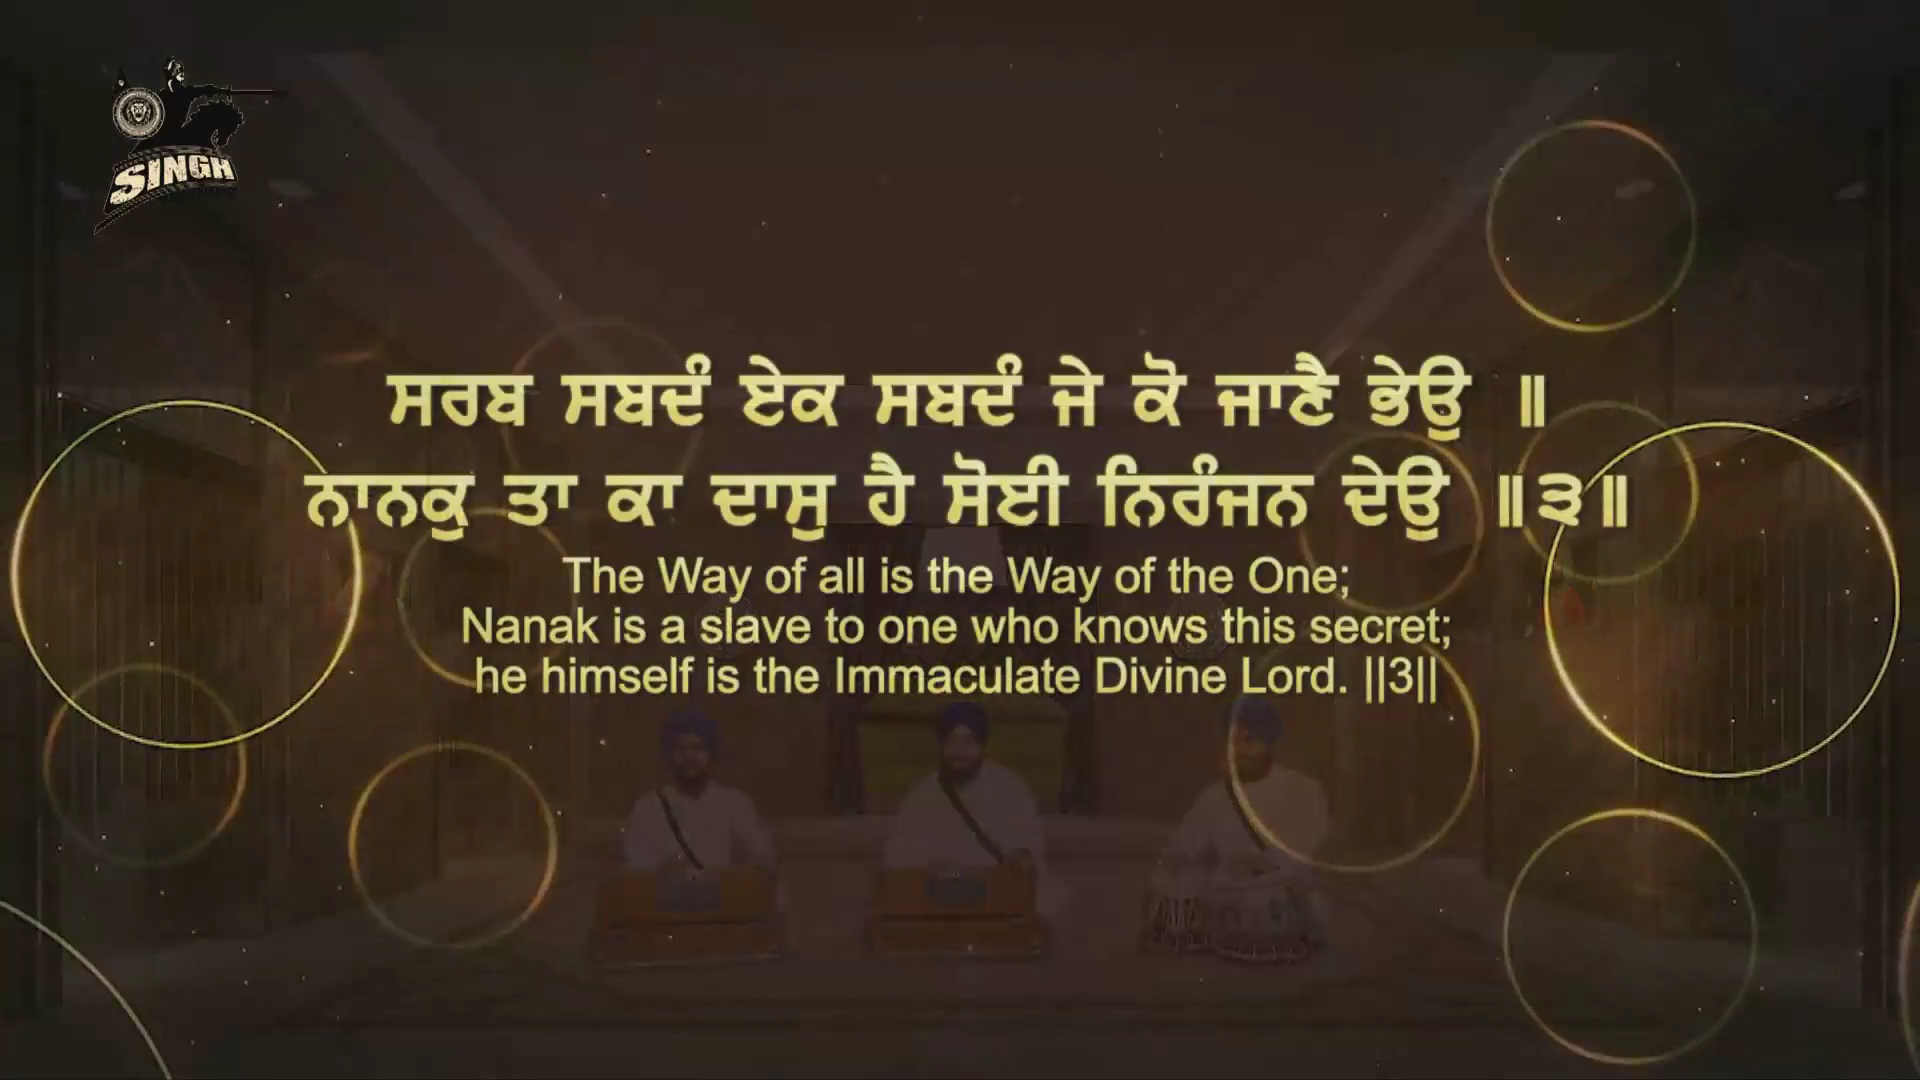 SINGH
ਸਰਬ ਸਬਦੰ ਏਕ ਸਬਦੰ ਜੇ ਕੋ ਜਾਣੈ ਭੇਉ ॥
ਨਾਨਕੁ ਤਾ ਕਾ ਦਾਸੁ ਹੈ ਸੋਈ ਨਿਰੰਜਨ ਦੇਉ ॥੩॥
The Way of all is the Way of the One;
Nanak is a slave to one who knows this secret;
he himself is the Immaculate Divine Lord. ||3||